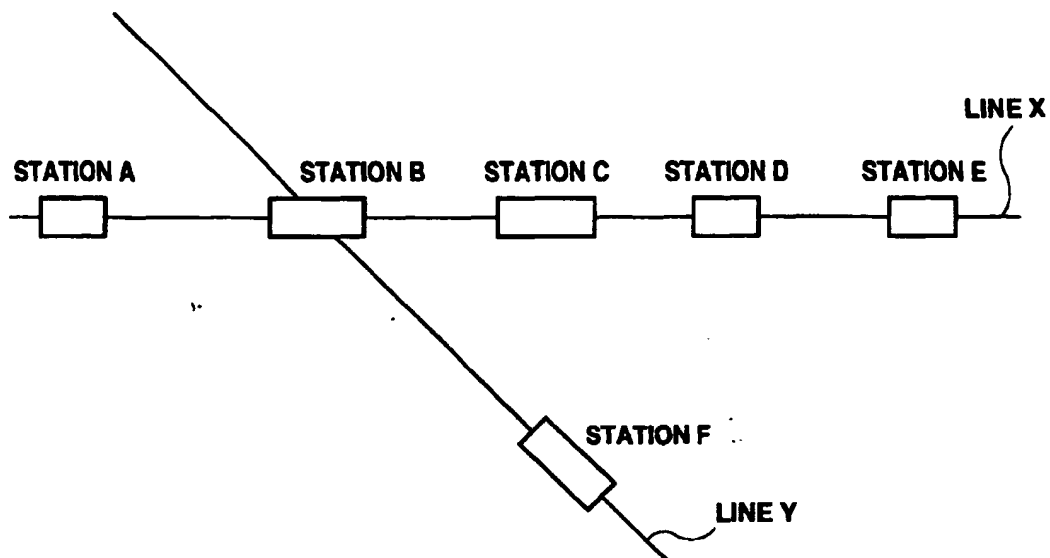 LINE X
STATION A
STATION B
STATION C
STATION D
STATION E
STATION F
LINE Y